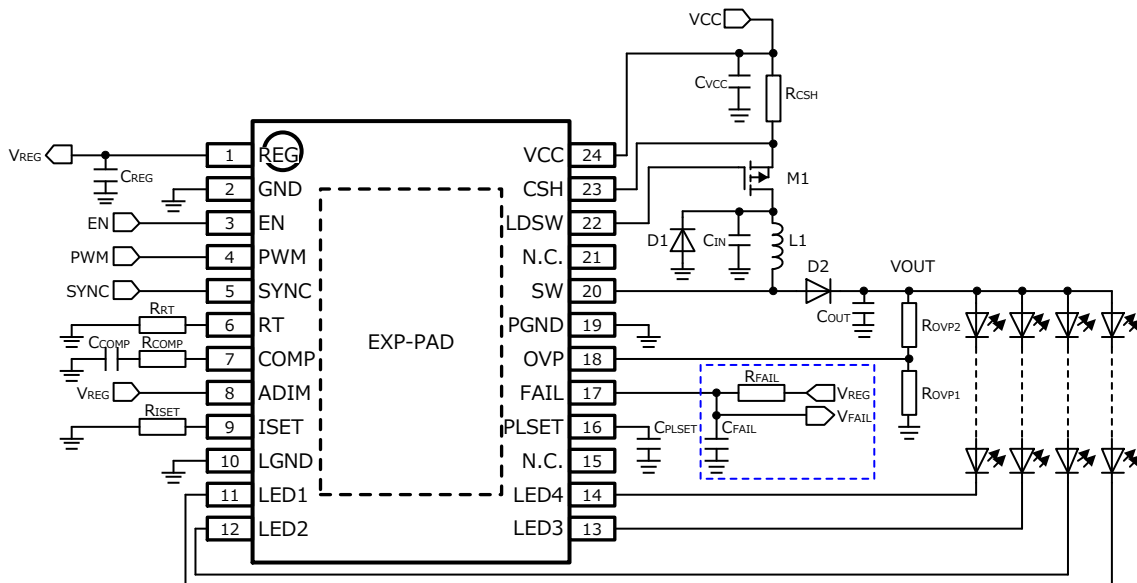 VCC
CVCC
RCSH
VREG
CREG
1 REG
VCC 24
2 GND
CSH 23
M1
EN
3 EN
LDSW 22
D1
CIN
L1
PWM
4 PWM
N.C. 21
D2
VOUT
SYNC
5 SYNC
SW 20
RRT
COUT
6 RT
PGND 19
ROVP2
EXP-PAD
CCOMP
RCOMP
7 COMP
OVP 18
RFAIL
VREG
8 ADIM
FAIL 17
VREG
ROVP1
RISET
VFAIL
9 ISET
PLSET 16
CPLSET
CFAIL
10 LGND
N.C. 15
11 LED1
LED4 14
12 LED2
LED3 13